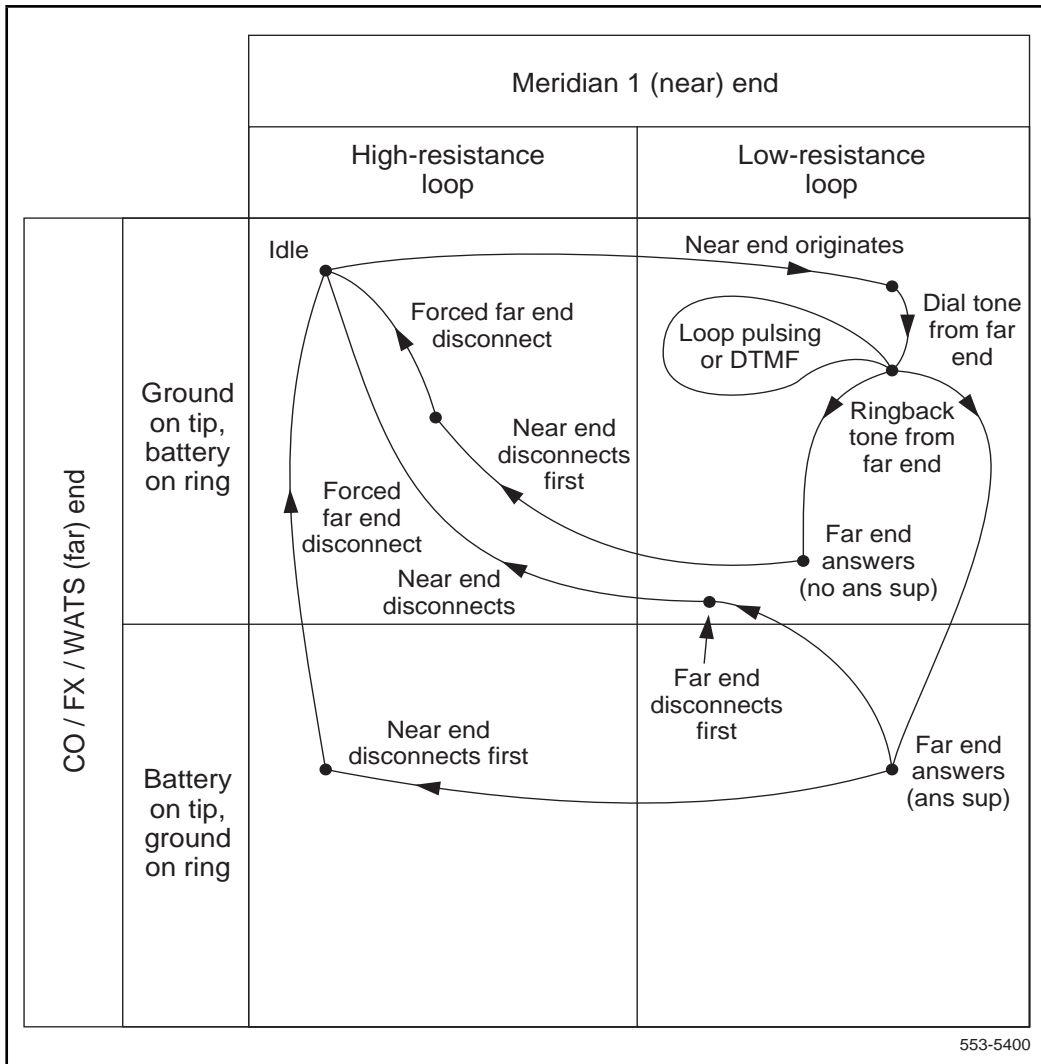 Meridian 1 (near) end
High-resistance
loop
Low-resistance
loop
CO / FX / WATS (far) end
Ground
on tip,
battery
on ring
Idle
Near end originates
Dial tone
from far
end
Forced far end
disconnect
Loop pulsing
or DTMF
Ringback
tone from
far end
Near end
disconnects
first
Forced
far end
disconnect
Far end
answers
(no ans sup)
Near end
disconnects
Far end
disconnects
first
Battery
on tip,
ground
on ring
Near end
disconnects first
Far end
answers
(ans sup)
553-5400